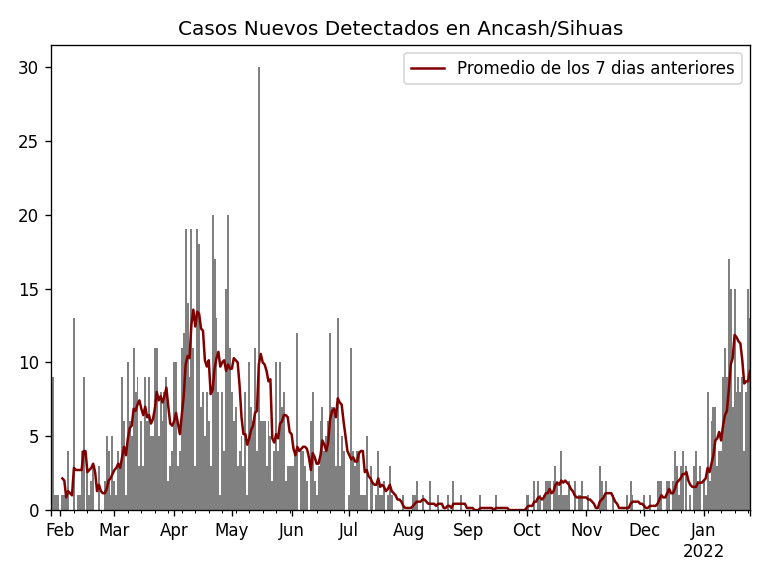 Casos Nuevos Detectados en Ancash/Sihuas
Promedio de los 7 dias anteriores
30
25
20
15
10
5
0
Feb Mar Apr May Jun Jul Aug Sep Oct Nov Dec Jan
2022